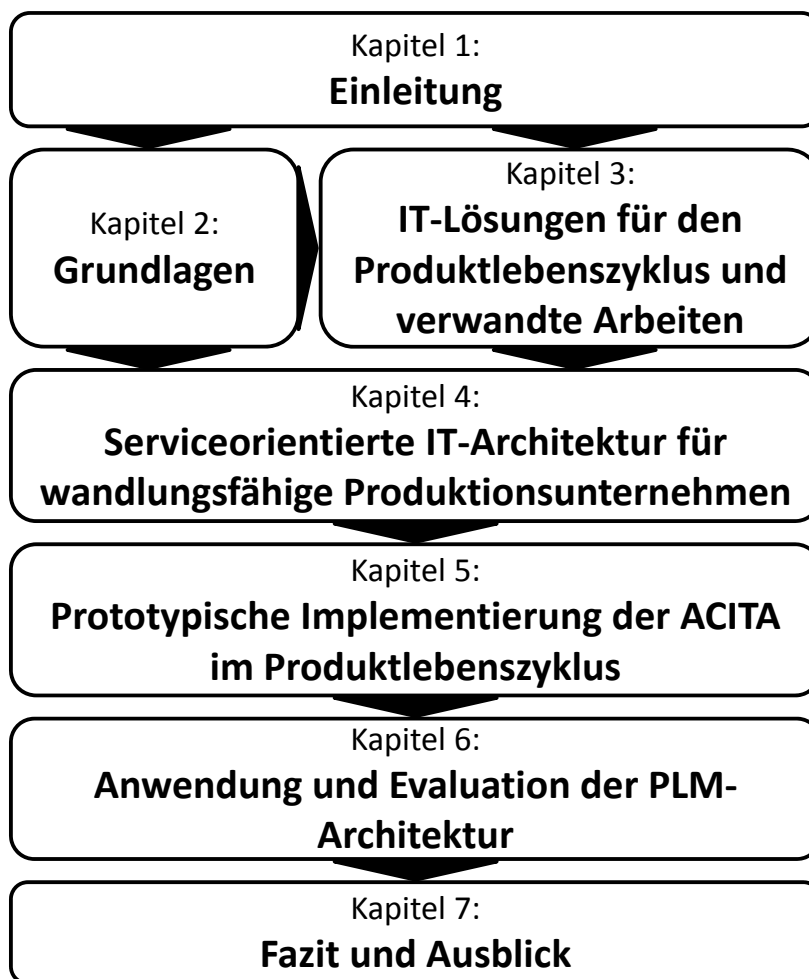 Kapitel 1:
Einleitung
Kapitel 2:
Grundlagen
Kapitel 3:
IT-Lösungen für den
Produktlebenszyklus und
verwandte Arbeiten
Kapitel 4:
Serviceorientierte IT-Architektur für
wandlungsfähige Produktionsunternehmen
Kapitel 5:
Prototypische Implementierung der ACITA
im Produktlebenszyklus
Kapitel 6:
Anwendung und Evaluation der PLM-
Architektur
Kapitel 7:
Fazit und Ausblick